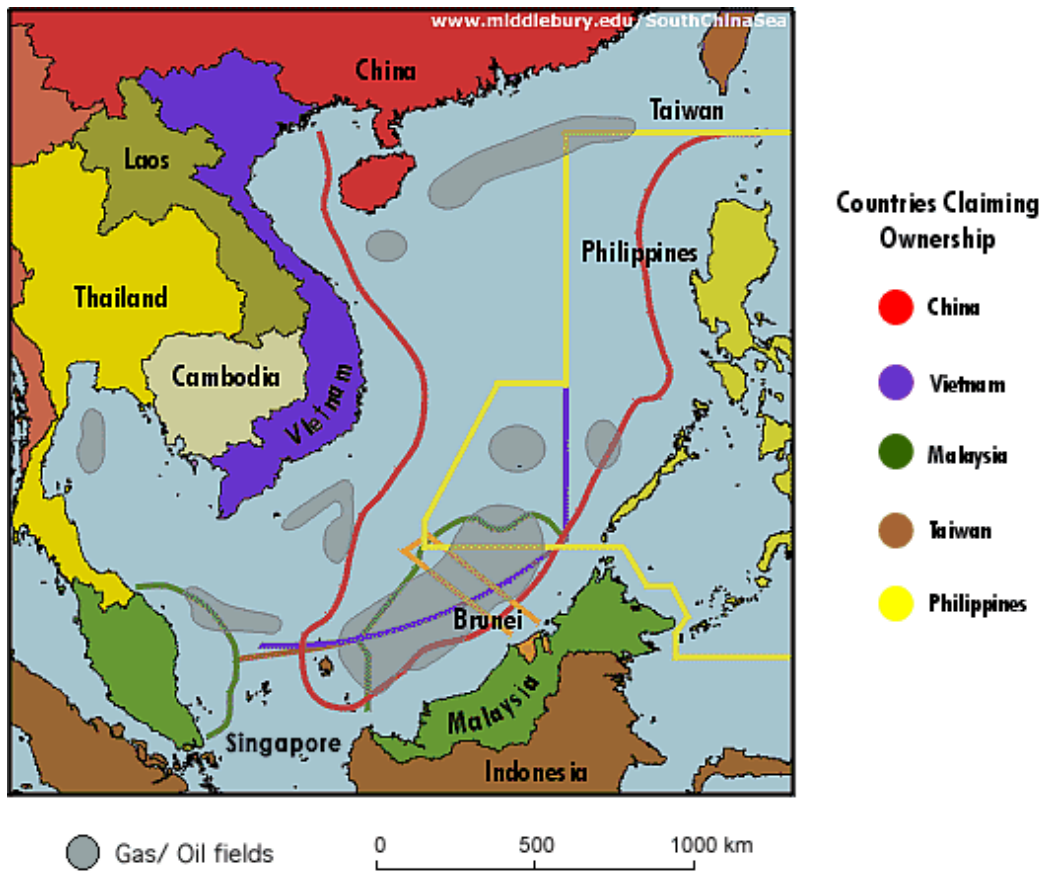 www.middlebury.edu/SouthChinaSea
China
Taiwan
Laos
Philippines
Thailand
Cambodia
Vietnam
Brunei
Malaysia
Singapore
Indonesia
Countries Claiming
Ownership
China
Vietnam
Malaysia
Taiwan
Philippines
Gas/ Oil fields
0 500 1000 km